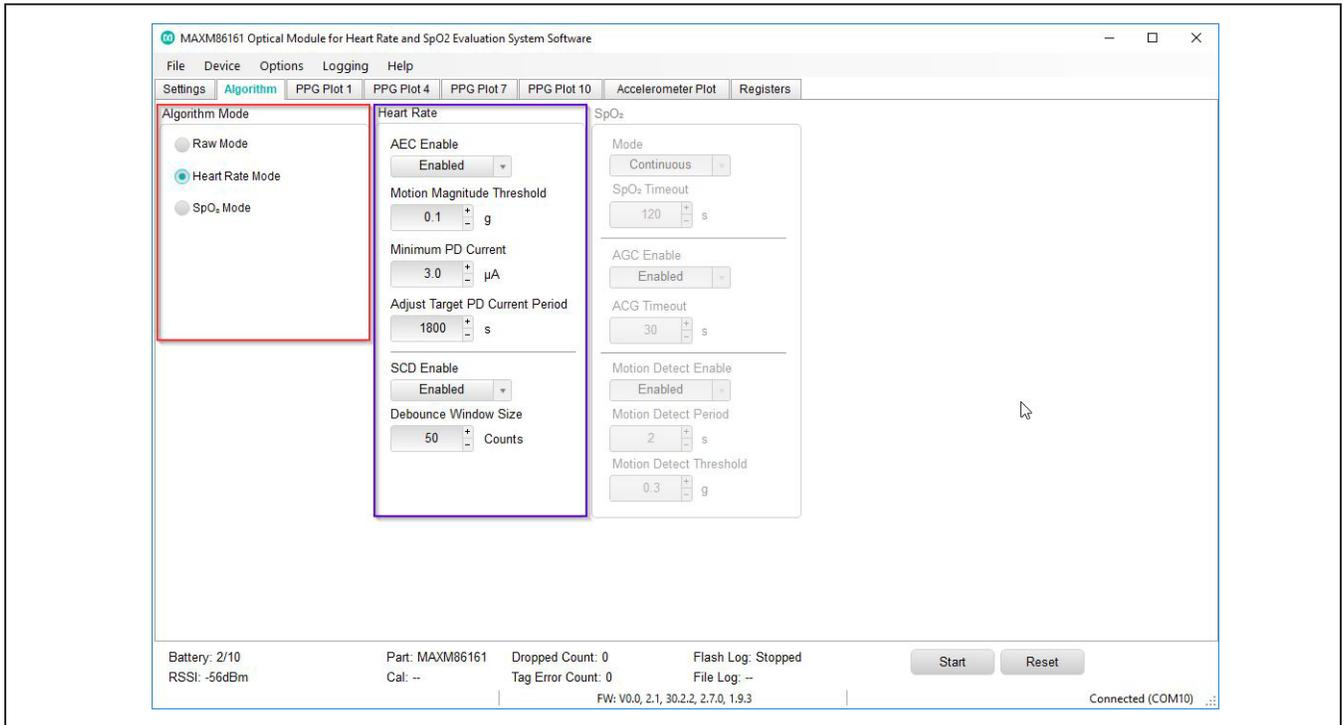 MAXM86161 Optical Module for Heart Rate and SpO2 Evaluation System Software
File Device Options Logging Help
Settings Algorithm PPG Plot 1 PPG Plot 4 PPG Plot 7 PPG Plot 10 Accelerometer Plot Registers
Algorithm Mode
Raw Mode
Heart Rate Mode
SpO₂ Mode
Heart Rate
AEC Enable
Enabled
Motion Magnitude Threshold
0.1 + - g
Minimum PD Current
3.0 + - µA
Adjust Target PD Current Period
1800 + - s
SCD Enable
Enabled
Debounce Window Size
50 + - Counts
SpO₂
Mode
Continuous
SpO₂ Timeout
120 + - s
AGC Enable
Enabled
ACG Timeout
30 + - s
Motion Detect Enable
Enabled
Motion Detect Period
2 + - s
Motion Detect Threshold
0.3 + - g
Battery: 2/10 Part: MAXM86161 Dropped Count: 0 Flash Log: Stopped
RSSI: -56dBm Cal: -- Tag Error Count: 0 File Log: --
Start Reset
FW: V0.0, 2.1, 30.2.2, 2.7.0, 1.9.3 Connected (COM10)